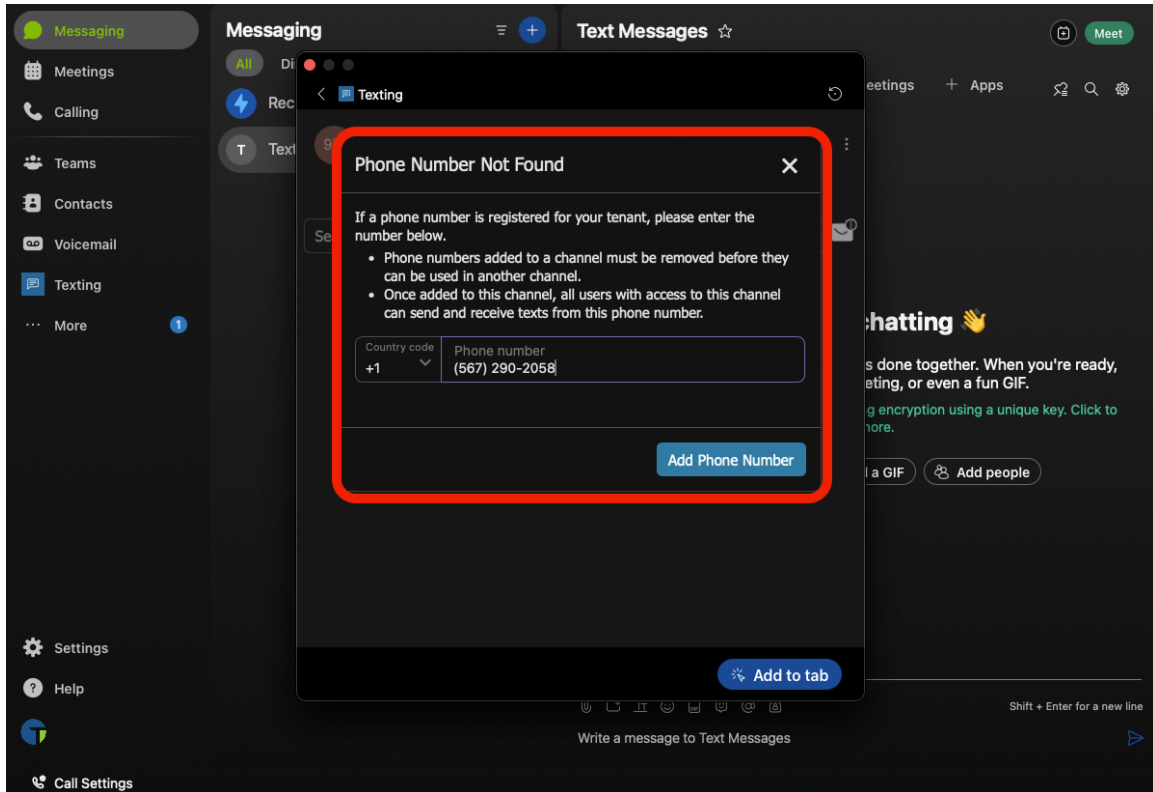 Messaging
Meetings
Calling
Teams
Contacts
Voicemail
Texting
More
1
Settings
Help
Call Settings
Messaging
All
Di
Rec
T
Text
Text Messages
Meet
eetings
+ Apps
Texting
9
Se
Phone Number Not Found
If a phone number is registered for your tenant, please enter the
number below.
• Phone numbers added to a channel must be removed before they
can be used in another channel.
• Once added to this channel, all users with access to this channel
can send and receive texts from this phone number.
Country code
+1
Phone number
(567) 290-2058
Add Phone Number
Add to tab
hatting 👋
s done together. When you're ready,
eting, or even a fun GIF.
g encryption using a unique key. Click to
ore.
a GIF
Add people
Shift + Enter for a new line
Write a message to Text Messages